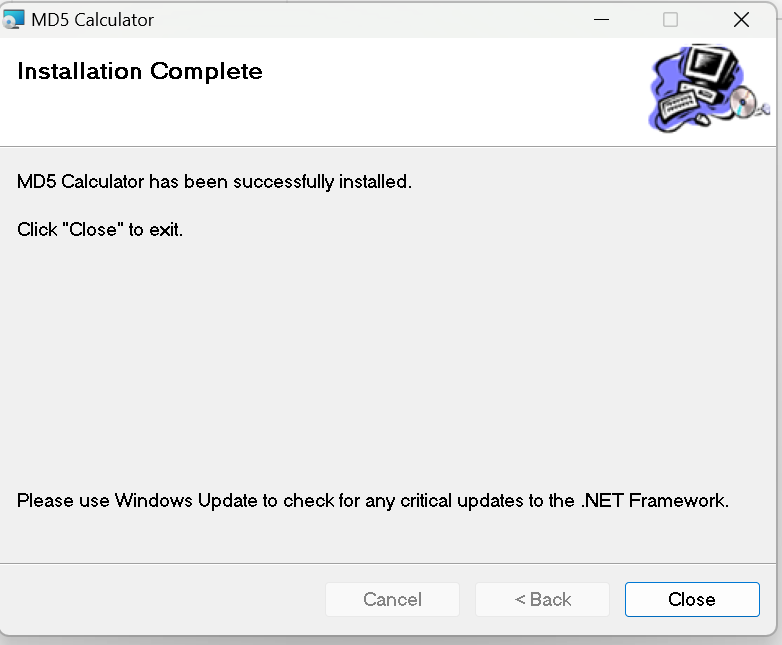 MD5 Calculator
Installation Complete
MD5 Calculator has been successfully installed.
Click "Close" to exit.
Please use Windows Update to check for any critical updates to the .NET Framework.
Cancel
< Back
Close